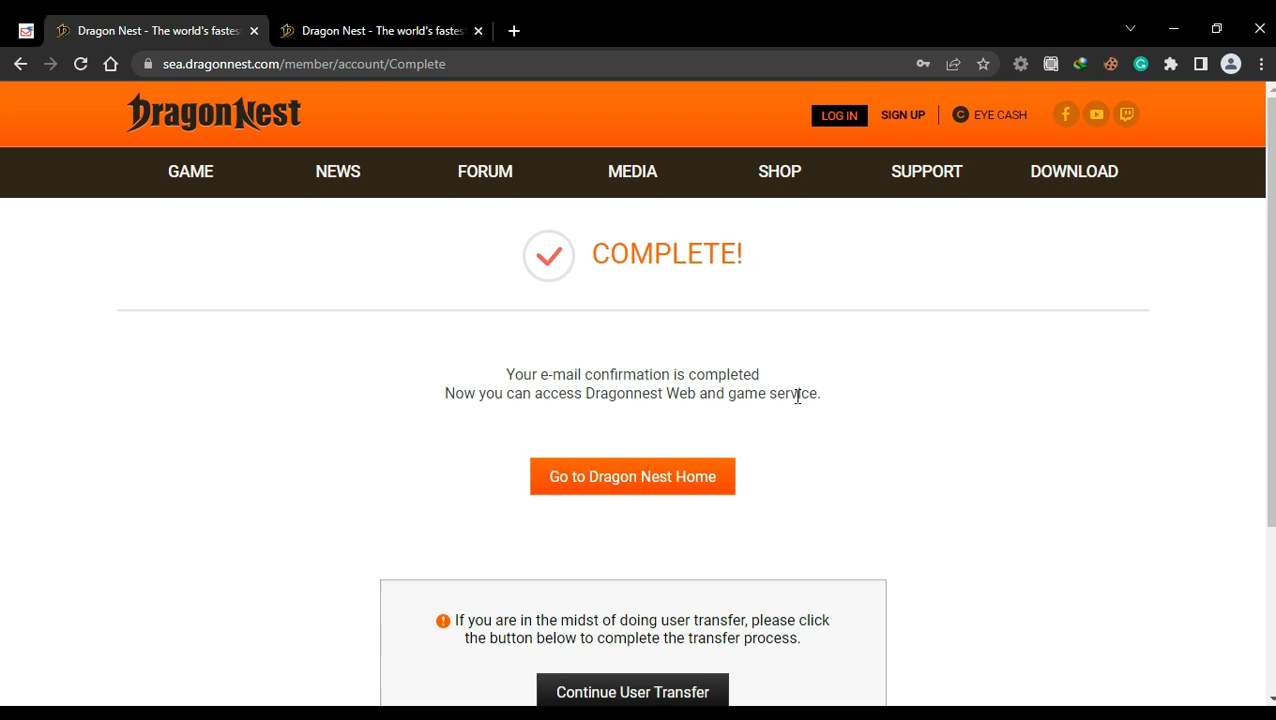 Dragon Nest - The world's fastes
Dragon Nest - The world's fastes
sea.dragonnest.com/member/account/Complete
DragonNest
LOG IN
SIGN UP
C EYE CASH
GAME
NEWS
FORUM
MEDIA
SHOP
SUPPORT
DOWNLOAD
COMPLETE!
Your e-mail confirmation is completed
Now you can access Dragonnest Web and game service.
Go to Dragon Nest Home
If you are in the midst of doing user transfer, please click
the button below to complete the transfer process.
Continue User Transfer